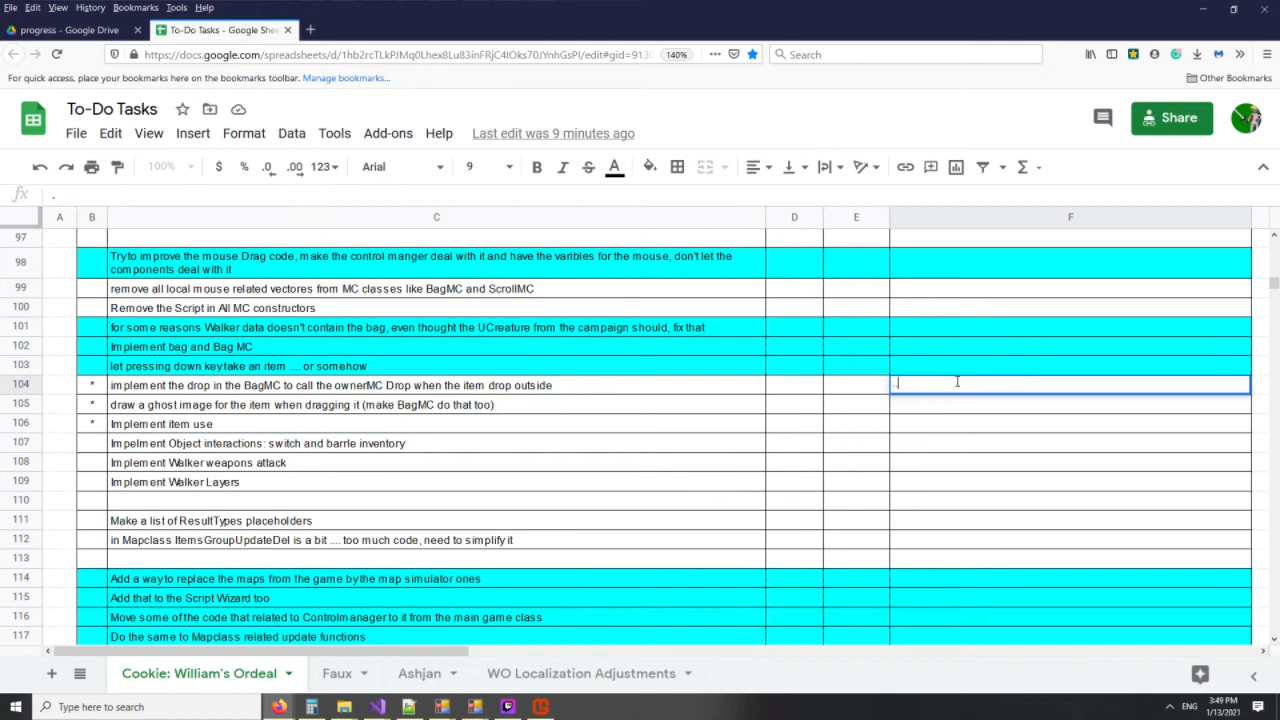 File Edit View History Bookmarks Tools Help
progress - Google Drive
To-Do Tasks - Google Shee
https://docs.google.com/spreadsheets/d/1hb2rcTLkPJMq0Lhex8Lu83inFRjC4IOks70JYnhGsPI/edit#gid=913 140% Search
For quick access, place your bookmarks here on the bookmarks toolbar. Manage bookmarks... Other Bookmarks
To-Do Tasks
Share
File Edit View Insert Format Data Tools Add-ons Help Last edit was 9 minutes ago
100% $ % .0 .00 123 Arial 9 B I S A
fx .
A B C D E F
97
98 Try to improve the mouse Drag code, make the control manger deal with it and have the varibles for the mouse, don't let the
components deal with it
99 remove all local mouse related vectores from MC classes like BagMC and ScrollMC
100 Remove the Script in All MC constructors
101 for some reasons Walker data doesn't contain the bag, even thought the UCreature from the campaign should, fix that
102 Implement bag and Bag MC
103 let pressing down key take an item .... or somehow
104 * implement the drop in the BagMC to call the ownerMC Drop when the item drop outside ..
105 * draw a ghost image for the item when dragging it (make BagMC do that too)
106 * Implement item use
107 Impelment Object interactions: switch and barrle inventory
108 Implement Walker weapons attack
109 Implement Walker Layers
110
111 Make a list of ResultTypes placeholders
112 in Mapclass ItemsGroupUpdateDel is a bit .... too much code, need to simplify it
113
114 Add a way to replace the maps from the game by the map simulator ones
115 Add that to the Script Wizard too
116 Move some of the code that related to Controlmanager to it from the main game class
117 Do the same to Mapclass related update functions
Cookie: William's Ordeal Faux Ashjan WO Localization Adjustments
Type here to search
ENG
3:49 PM
1/13/2021